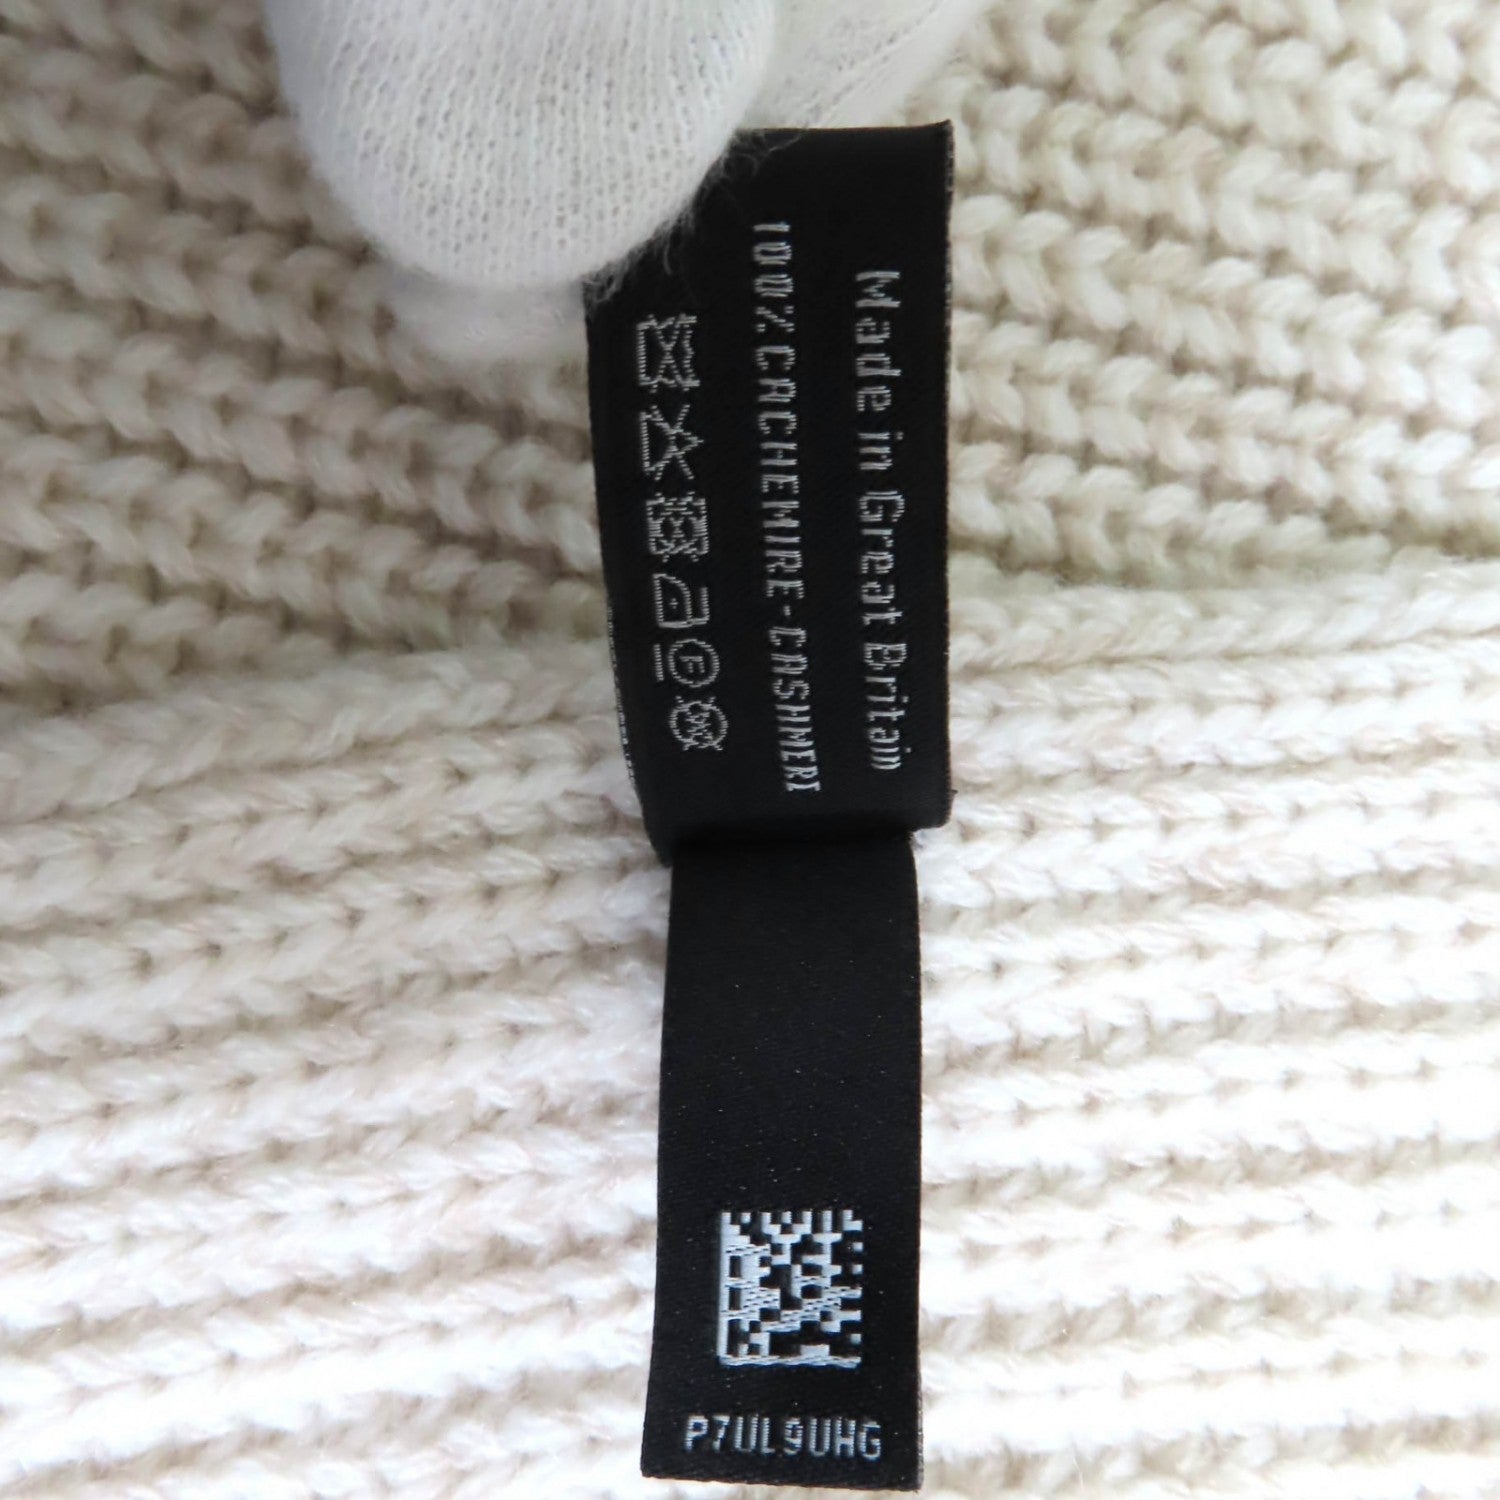 Made in Great Britain
100% CACHEMIRE-CASHMERE
P7UL9UHG